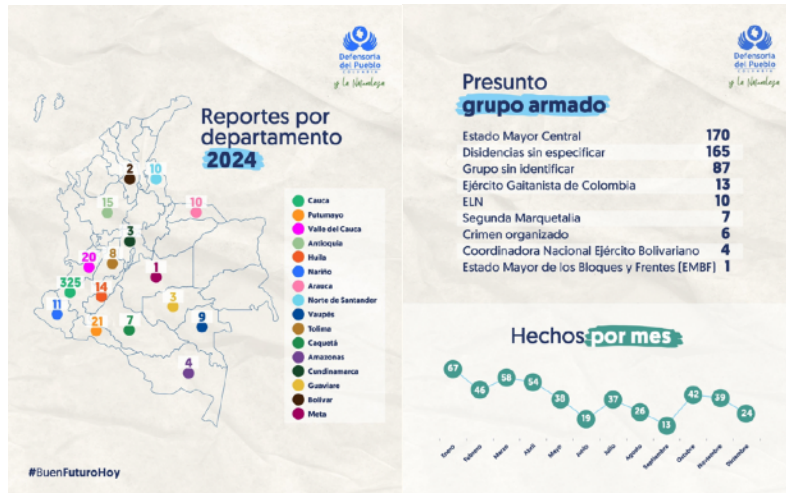 Defensoría
del Pueblo
COLOMBIA
y la Naturaleza
Reportes por
departamento
2024
2
10
15
10
3
20
8
1
325
14
3
11
21
7
9
4
Cauca
Putumayo
Valle del Cauca
Antioquia
Huila
Nariño
Arauca
Norte de Santander
Vaupés
Tolima
Caquetá
Amazonas
Cundinamarca
Guaviare
Bolívar
Meta
#BuenFuturoHoy
Defensoría
del Pueblo
COLOMBIA
y la Naturaleza
Presunto
grupo armado
Estado Mayor Central 170
Disidencias sin especificar 165
Grupo sin identificar 87
Ejército Gaitanista de Colombia 13
ELN 10
Segunda Marquetalia 7
Crimen organizado 6
Coordinadora Nacional Ejército Bolivariano 4
Estado Mayor de los Bloques y Frentes (EMBF) 1
Hechos por mes
67 46 58 54 38 19 37 26 13 42 39 24
Enero Febrero Marzo Abril Mayo Junio Julio Agosto Septiembre Octubre Noviembre Diciembre